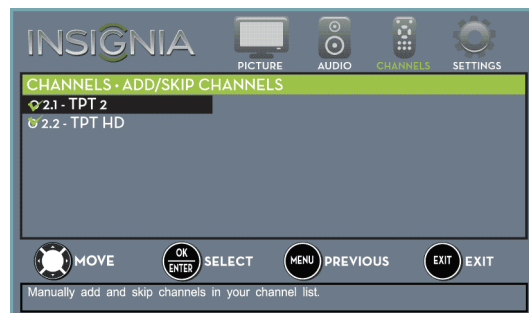 INSIGNIA
PICTURE AUDIO CHANNELS SETTINGS
CHANNELS · ADD/SKIP CHANNELS
2.1 - TPT 2
2.2 - TPT HD
MOVE OK ENTER SELECT MENU PREVIOUS EXIT EXIT
Manually add and skip channels in your channel list.